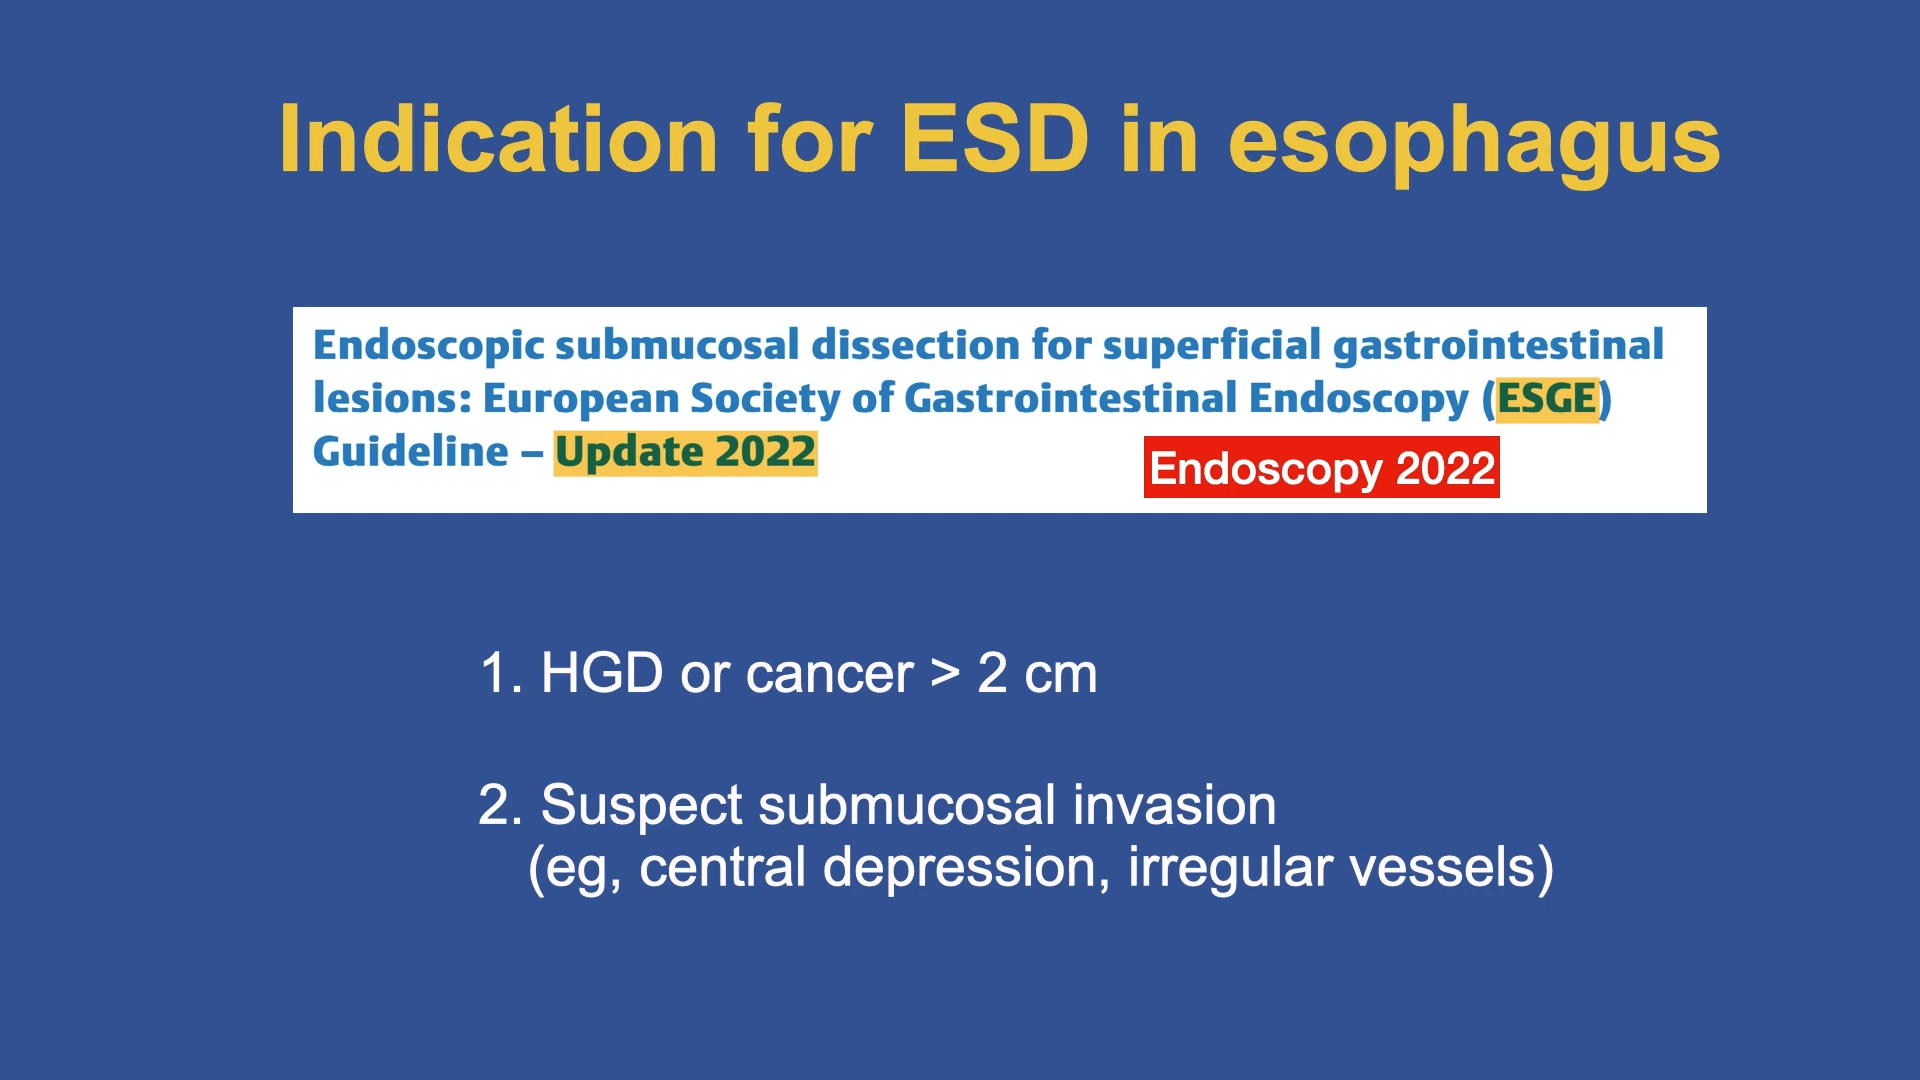 Indication for ESD in esophagus
Endoscopic submucosal dissection for superficial gastrointestinal
lesions: European Society of Gastrointestinal Endoscopy (ESGE)
Guideline – Update 2022
Endoscopy 2022
1. HGD or cancer > 2 cm
2. Suspect submucosal invasion
(eg, central depression, irregular vessels)